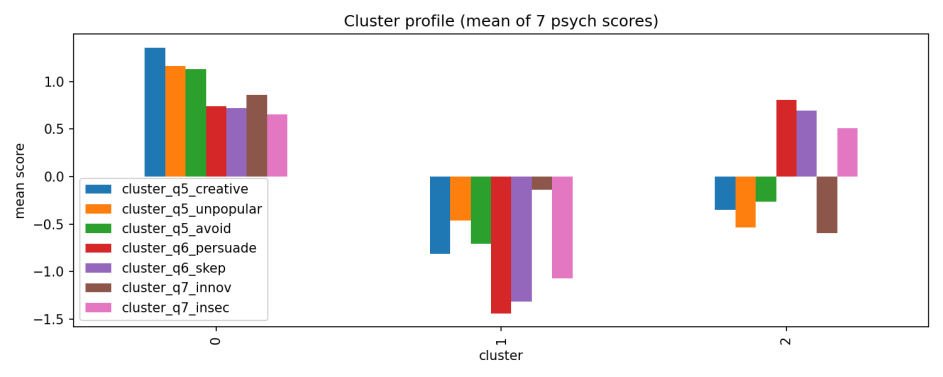 Cluster profile (mean of 7 psych scores)
1.0
0.5
0.0
−0.5
−1.0
−1.5
mean score
cluster_q5_creative
cluster_q5_unpopular
cluster_q5_avoid
cluster_q6_persuade
cluster_q6_skep
cluster_q7_innov
cluster_q7_insec
0
1
2
cluster